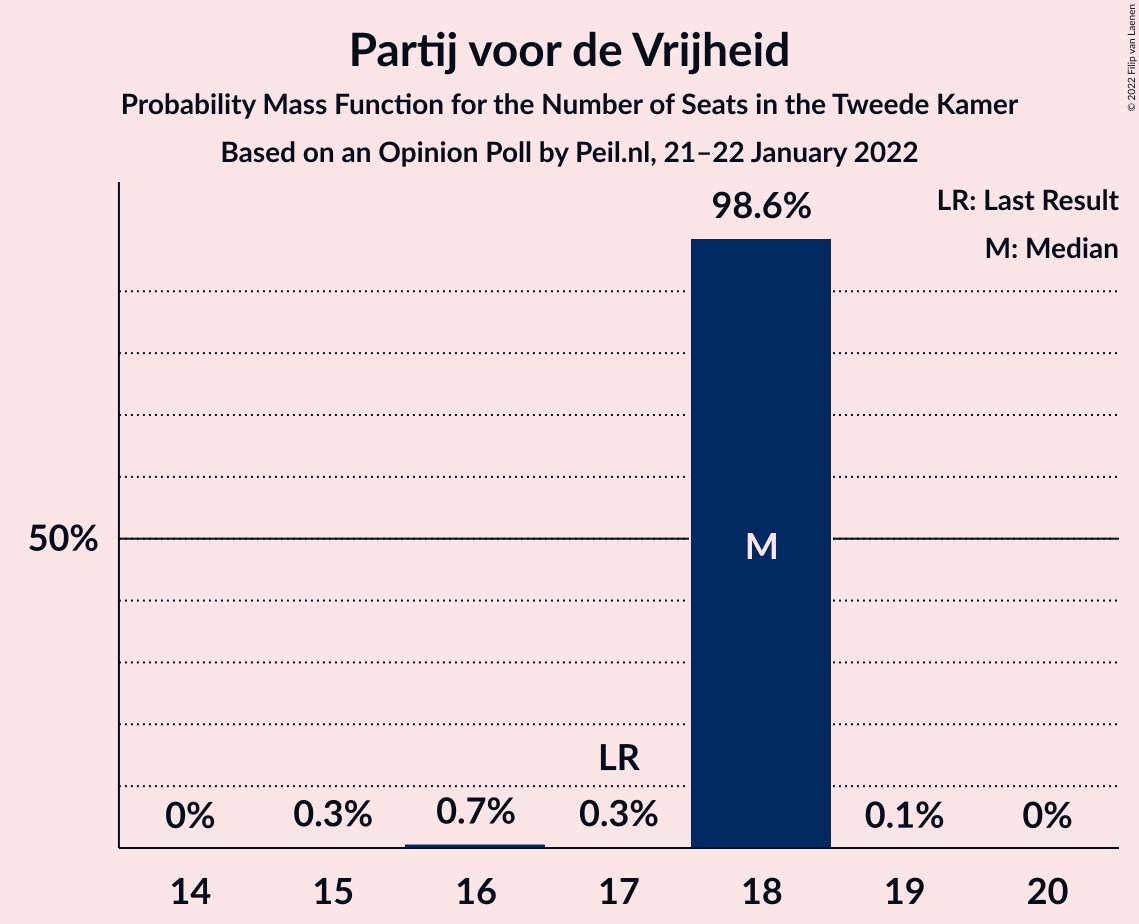 Partij voor de Vrijheid
Probability Mass Function for the Number of Seats in the Tweede Kamer
Based on an Opinion Poll by Peil.nl, 21–22 January 2022
© 2022 Filip van Laenen
LR: Last Result
M: Median
98.6%
50%
M
LR
0%
0.3%
0.7%
0.3%
0.1%
0%
14
15
16
17
18
19
20